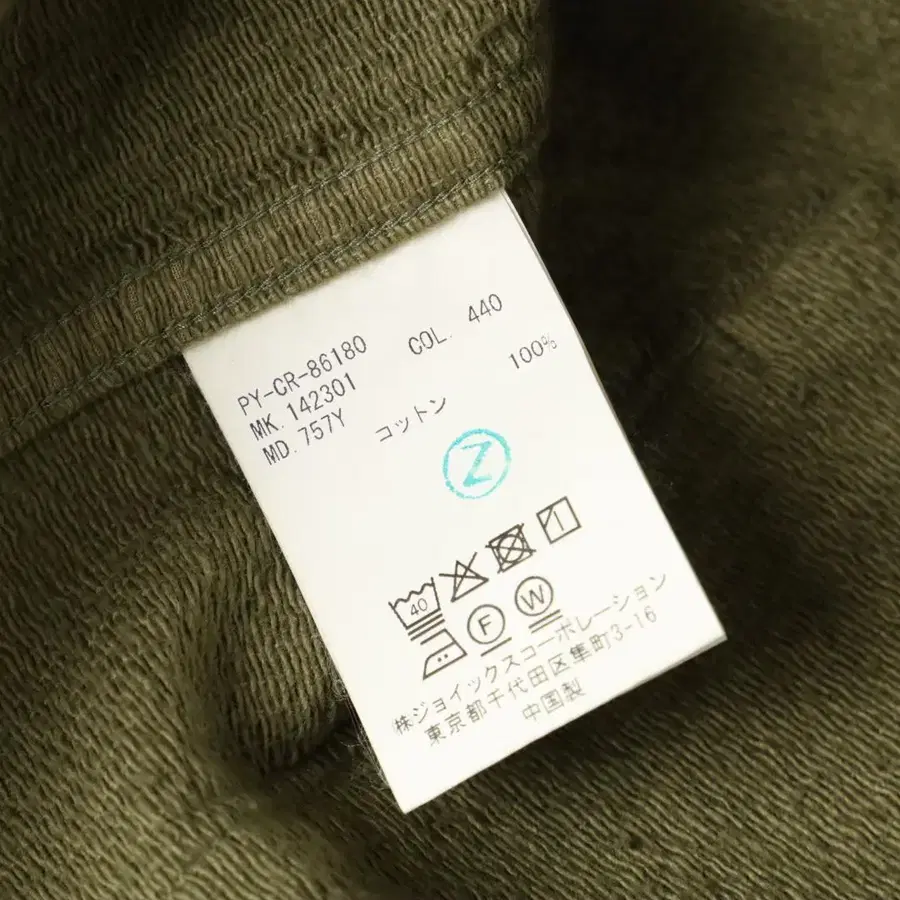 PY-CR-86180 COL. 440
MK. 142301
MD. 757Y
コットン 100%
Z
40
F W
㈱ジョイックスコーポレーション
東京都千代田区隼町3-16
中国製